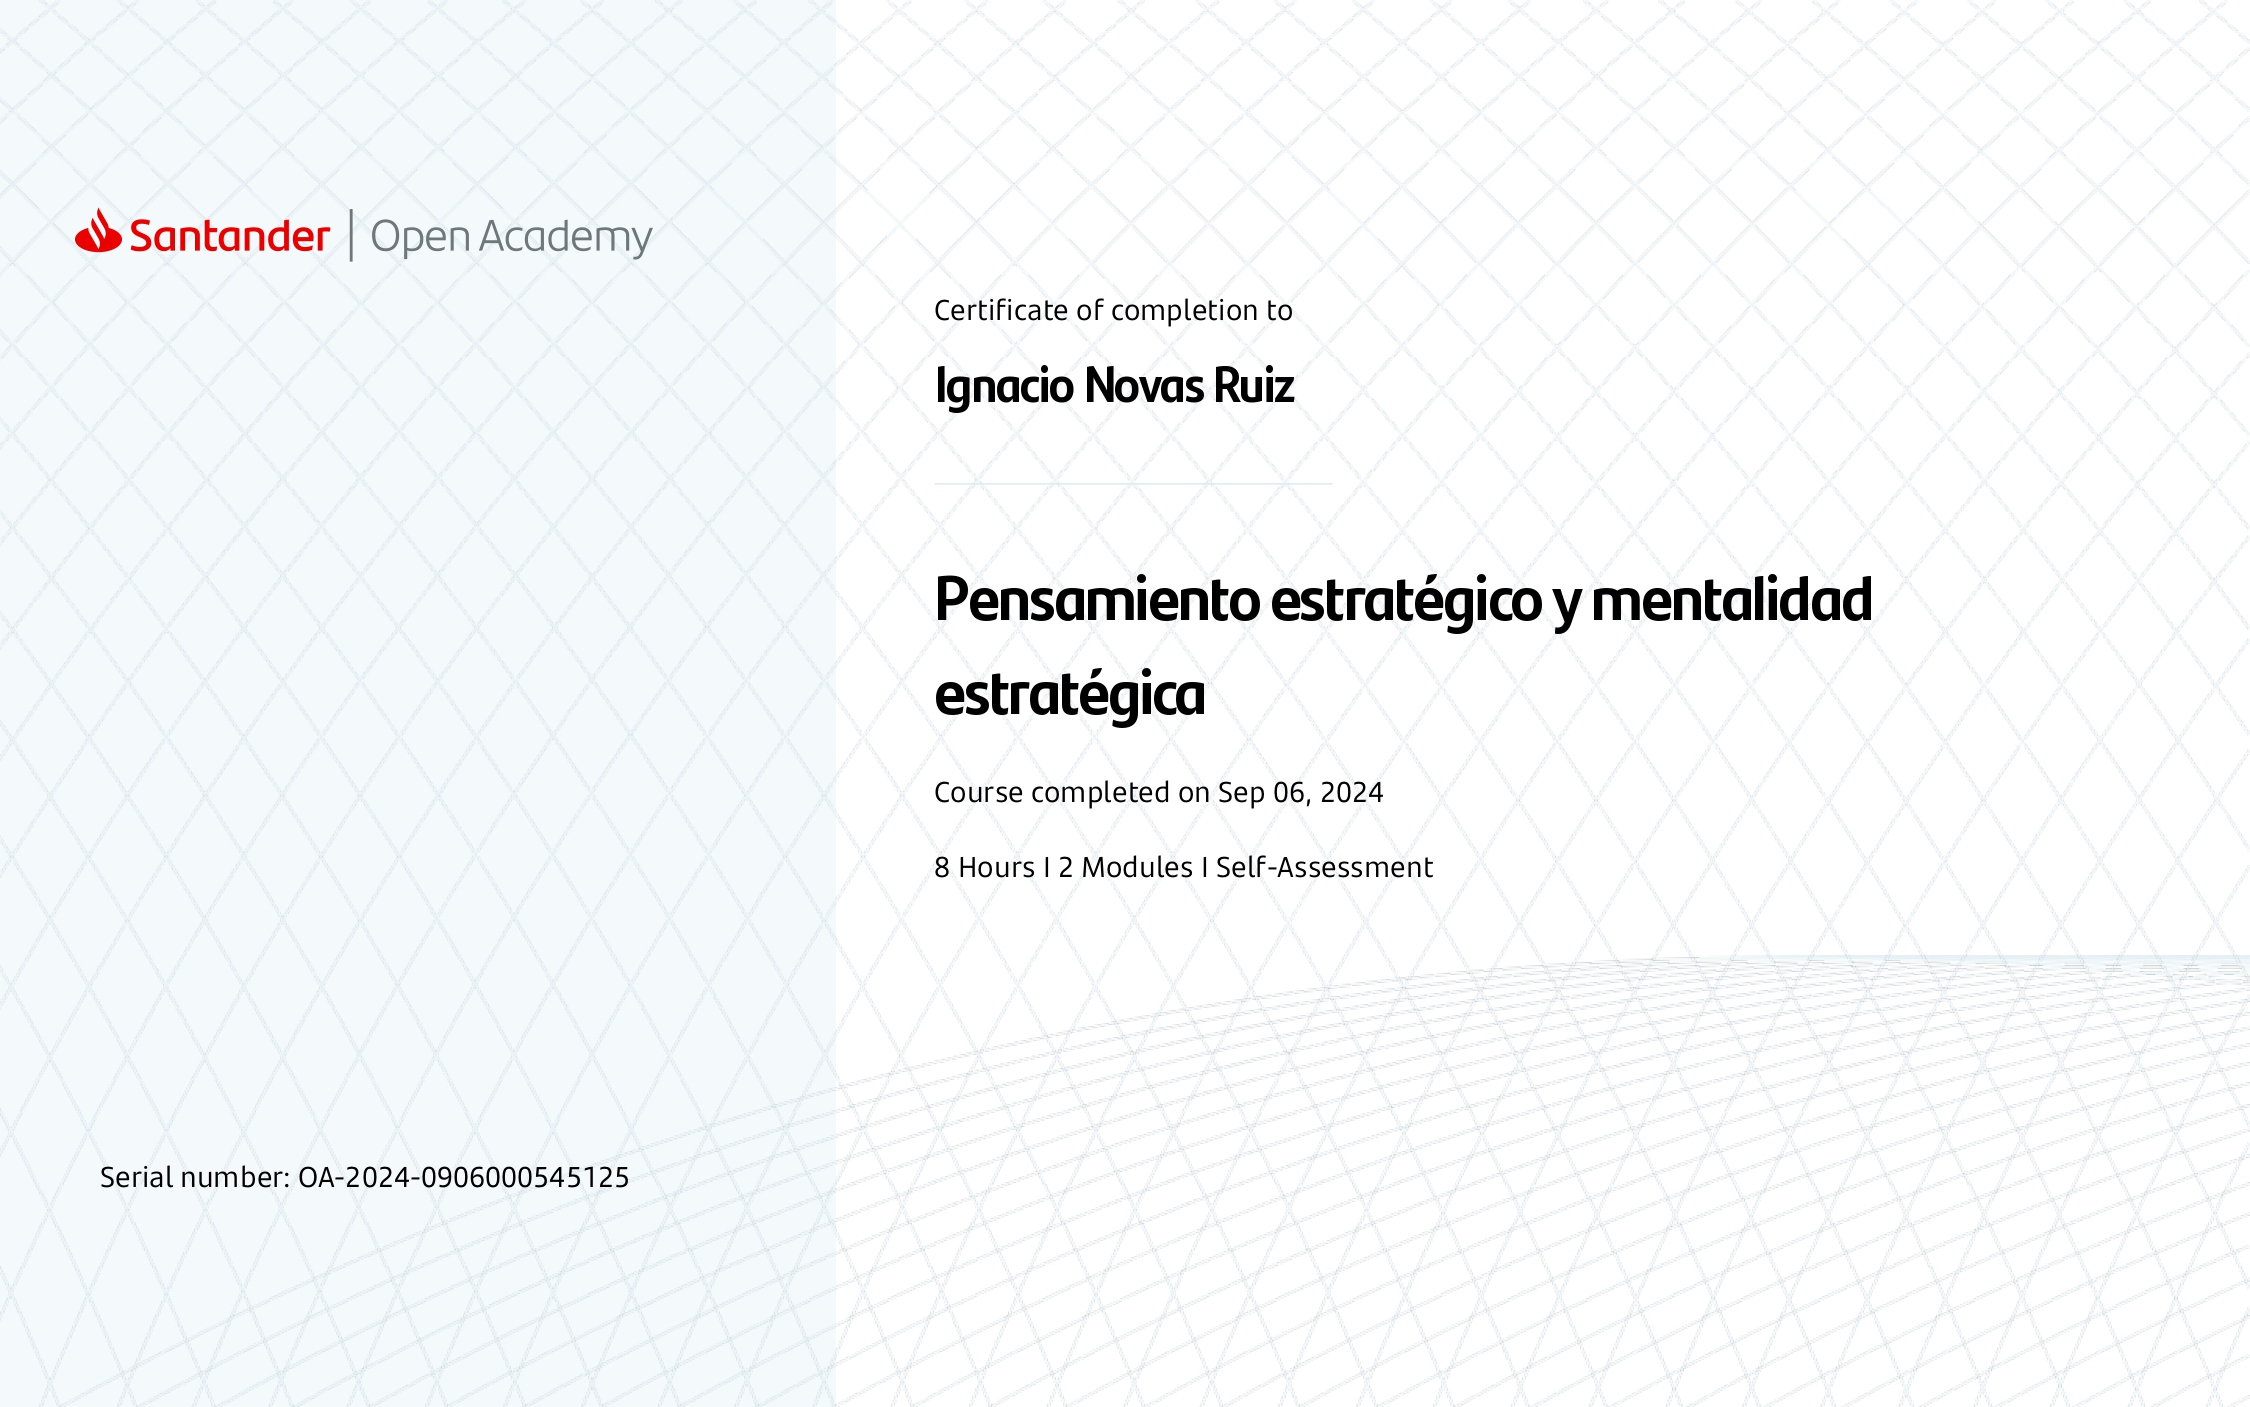 Santander | Open Academy
Certificate of completion to
Ignacio Novas Ruiz
Pensamiento estratégico y mentalidad
estratégica
Course completed on Sep 06, 2024
8 Hours I 2 Modules I Self-Assessment
Serial number: OA-2024-0906000545125